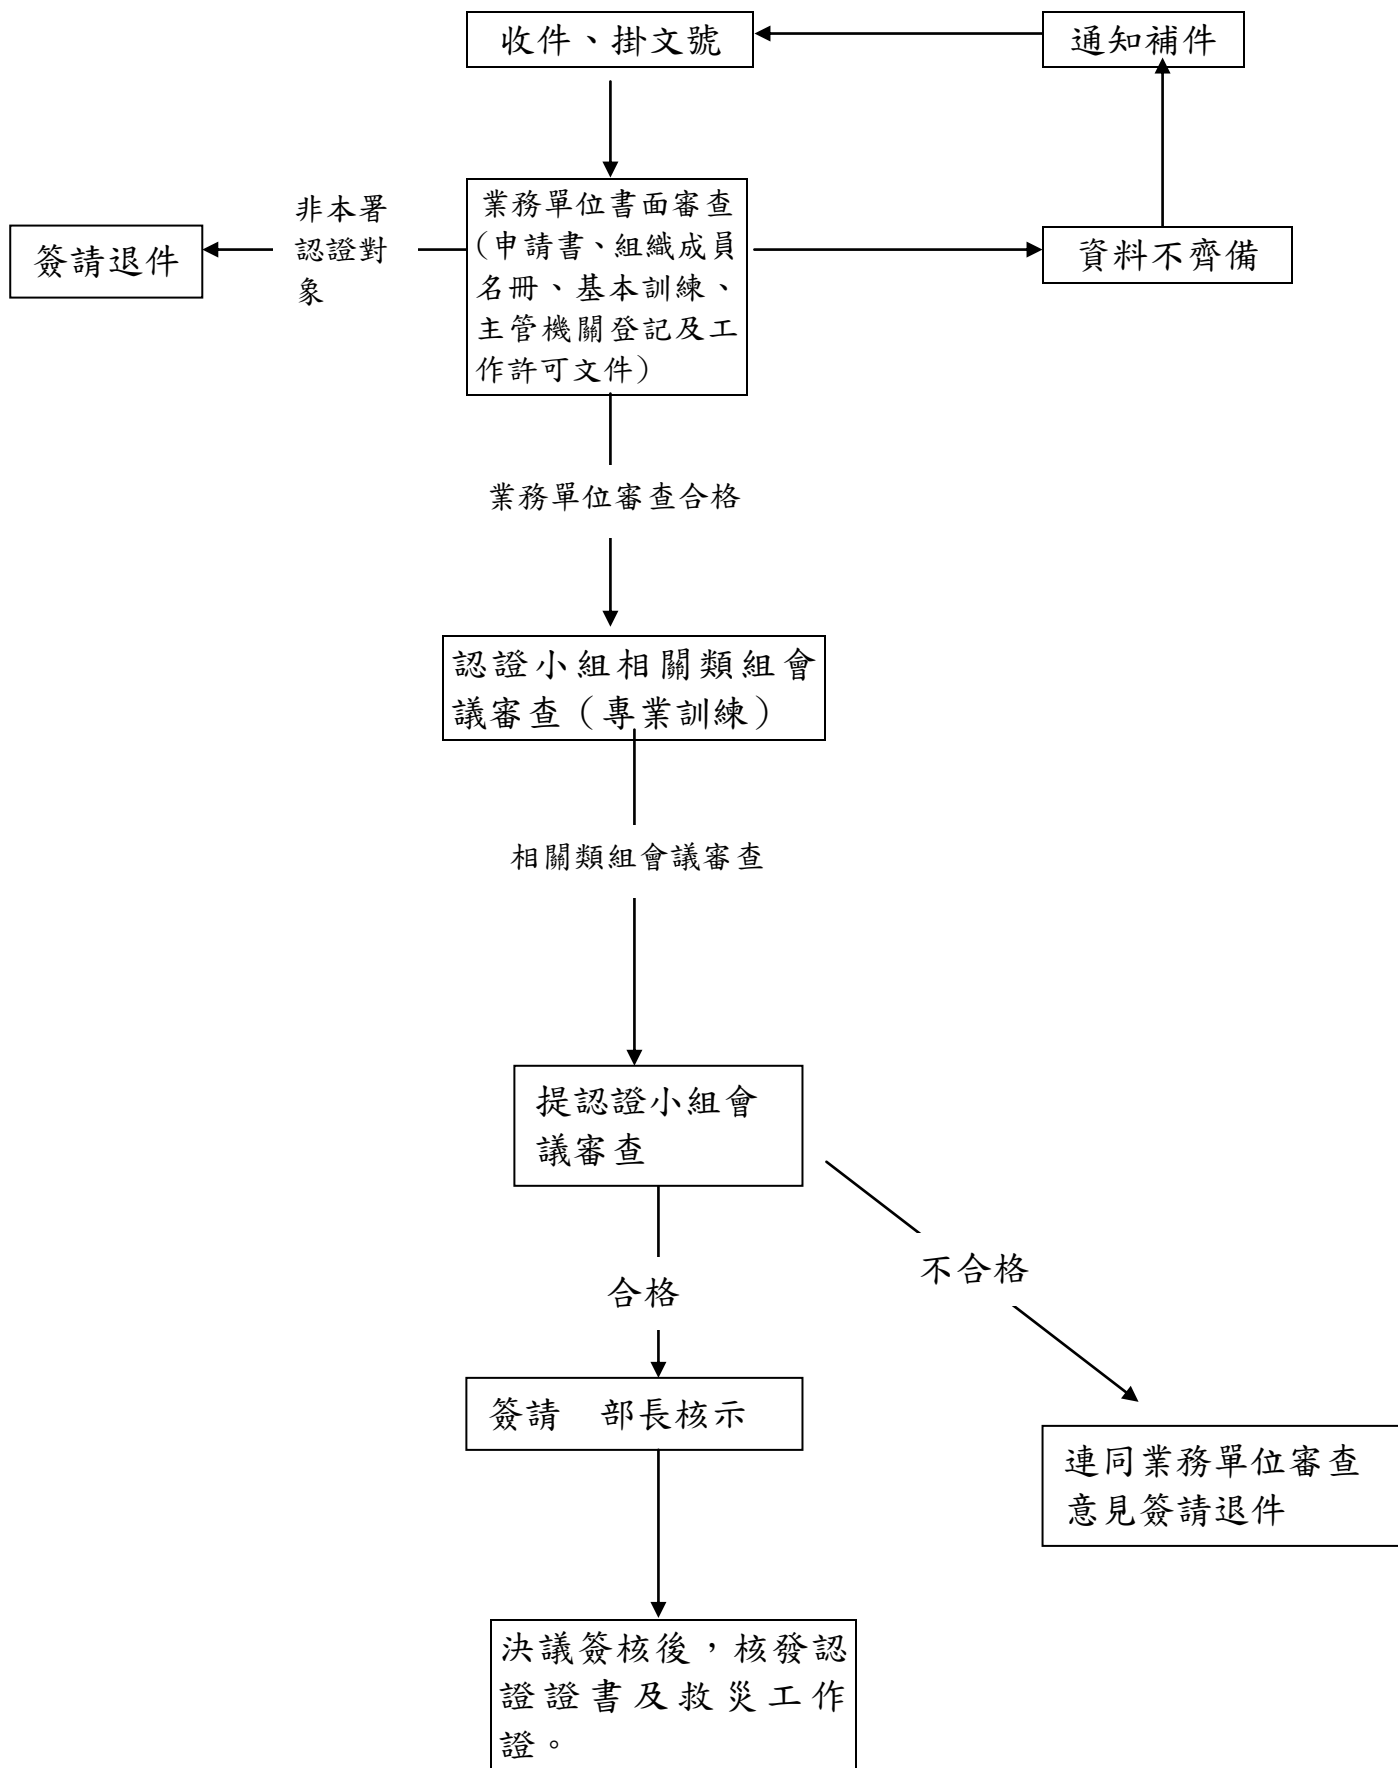 收件、掛文號
通知補件
非本署
認證對
象
簽請退件
業務單位書面審查
(申請書、組織成員
名冊、基本訓練、
主管機關登記及工
作許可文件)
資料不齊備
業務單位審查合格
認證小組相關類組會
議審查（專業訓練）
相關類組會議審查
提認證小組會
議審查
合格
不合格
簽請　部長核示
連同業務單位審查
意見簽請退件
決議簽核後，核發認
證證書及救災工作
證。